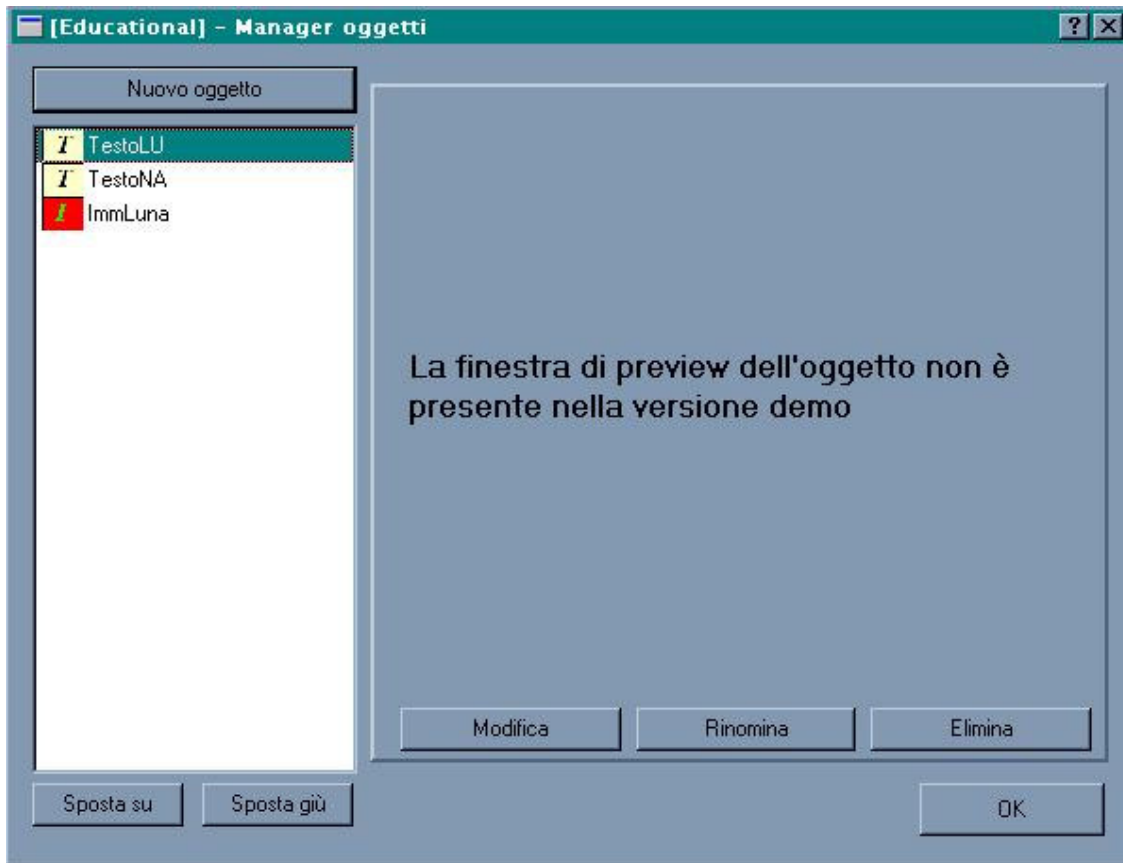 [Educational] - Manager oggetti
Nuovo oggetto
T TestoLU
T TestoNA
I ImmLuna
La finestra di preview dell'oggetto non è
presente nella versione demo
Modifica Rinomina Elimina
Sposta su Sposta giù OK